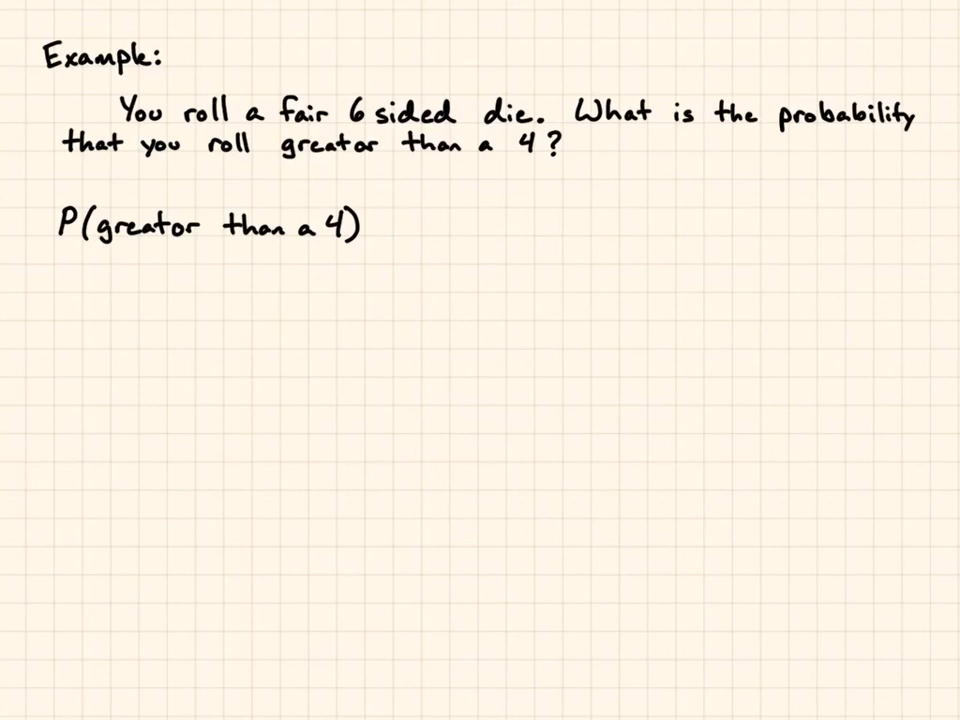 Example:
You roll a fair 6 sided die. What is the probability
that you roll greator than a 4?
P(greator than a 4)